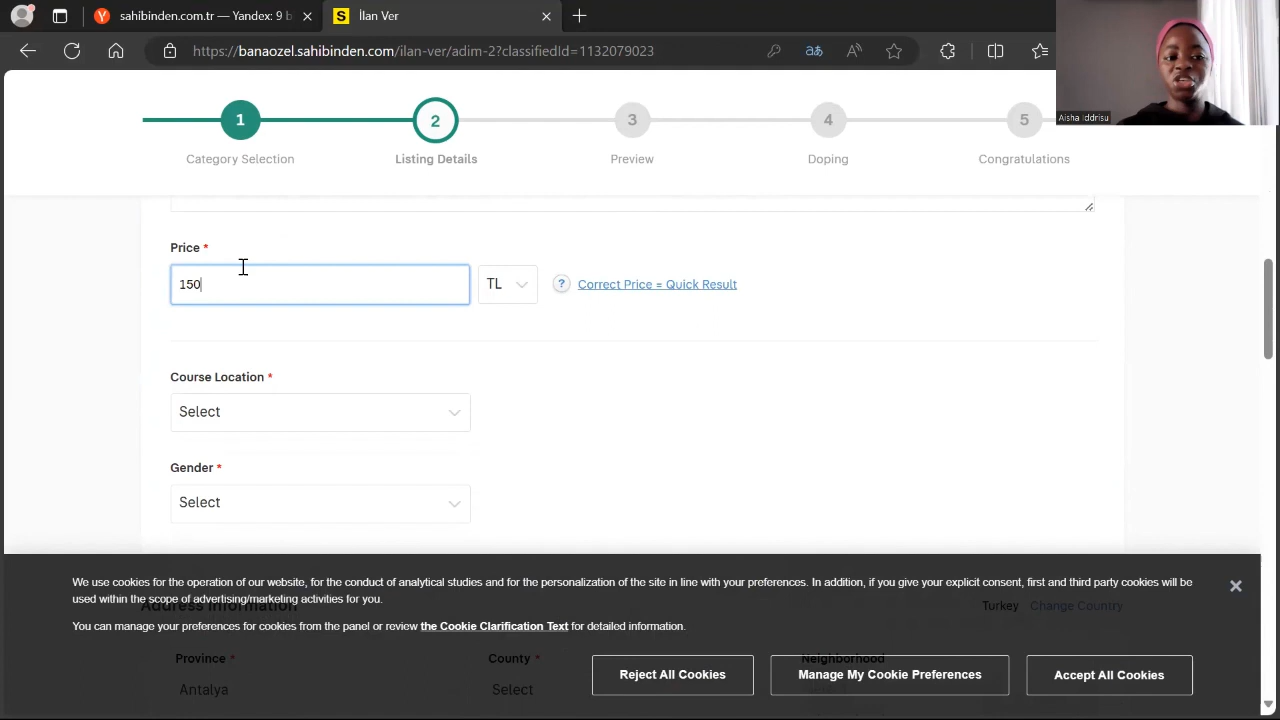 sahibinden.com.tr — Yandex: 9 b
İlan Ver
https://banaozel.sahibinden.com/ilan-ver/adim-2?classifiedId=1132079023
Aisha Iddrisu
1 2 3 4 5
Category Selection Listing Details Preview Doping Congratulations
Price *
150 TL ? Correct Price = Quick Result
Course Location *
Select
Gender *
Select
We use cookies for the operation of our website, for the conduct of analytical studies and for the personalization of the site in line with your preferences. In addition, if you give your explicit consent, first and third party cookies will be
used within the scope of advertising/marketing activities for you.
Address Information Turkey Change Country
You can manage your preferences for cookies from the panel or review the Cookie Clarification Text for detailed information.
Province * County * Neighborhood
Reject All Cookies Manage My Cookie Preferences Accept All Cookies
Antalya Select